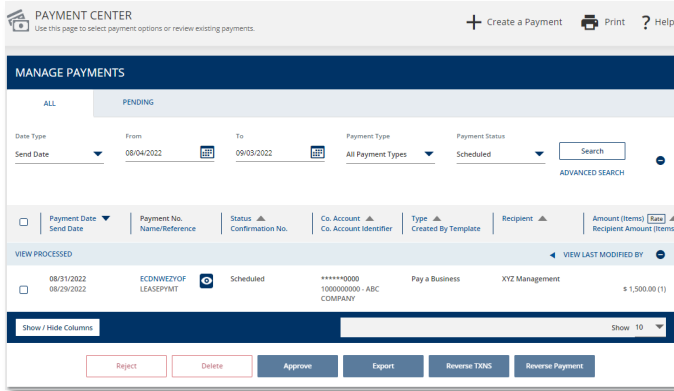 PAYMENT CENTER
Use this page to select payment options or review existing payments.
Create a Payment Print ? Help
MANAGE PAYMENTS
ALL PENDING
Date Type From To Payment Type Payment Status
Send Date 08/04/2022 09/03/2022 All Payment Types Scheduled Search
ADVANCED SEARCH
Payment Date Payment No. Status Co. Account Type Recipient Amount (Items) Rate
Send Date Name/Reference Confirmation No. Co. Account Identifier Created By Template Recipient Amount (Items
VIEW PROCESSED VIEW LAST MODIFIED BY
08/31/2022 ECDNWEZYOF Scheduled ******0000 Pay a Business XYZ Management
08/29/2022 LEASEPYMT 1000000000 - ABC $ 1,500.00 (1)
COMPANY
Show / Hide Columns Show 10
Reject Delete Approve Export Reverse TXNS Reverse Payment